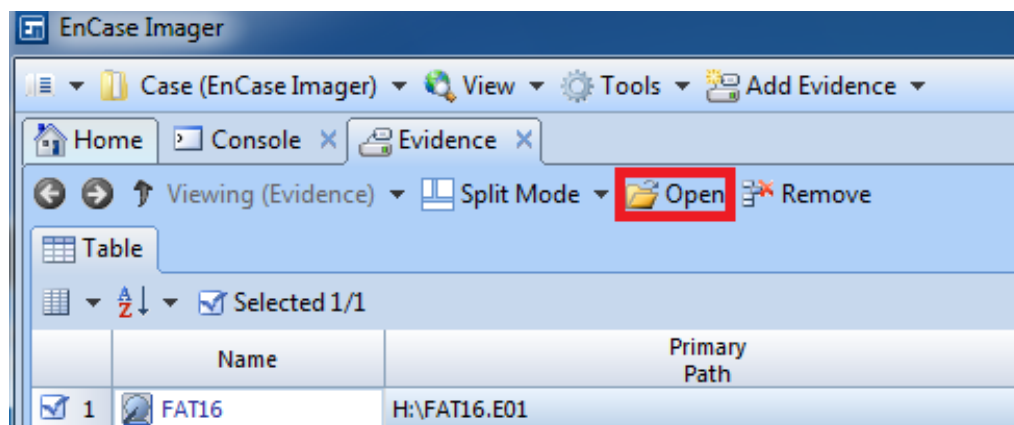 EnCase Imager
Case (EnCase Imager) View Tools Add Evidence
Home Console Evidence
Viewing (Evidence) Split Mode Open Remove
Table
Selected 1/1
Name Primary
Path
1 FAT16 H:\FAT16.E01